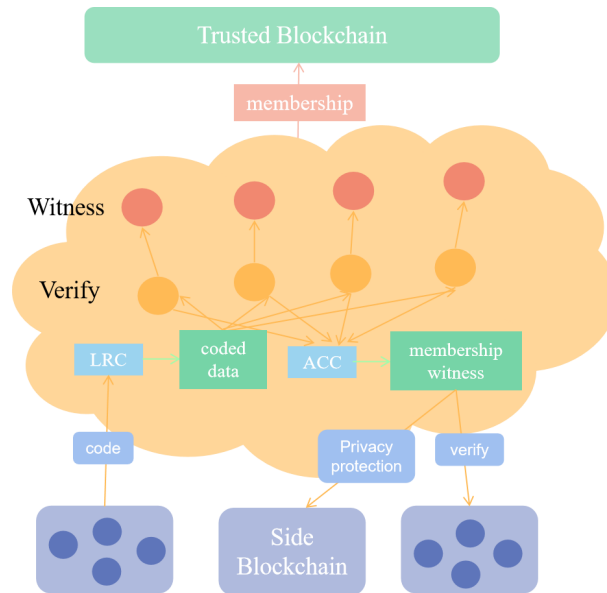 Trusted Blockchain
membership
Witness
Verify
LRC
coded
data
ACC
membership
witness
code
Privacy
protection
verify
Side
Blockchain